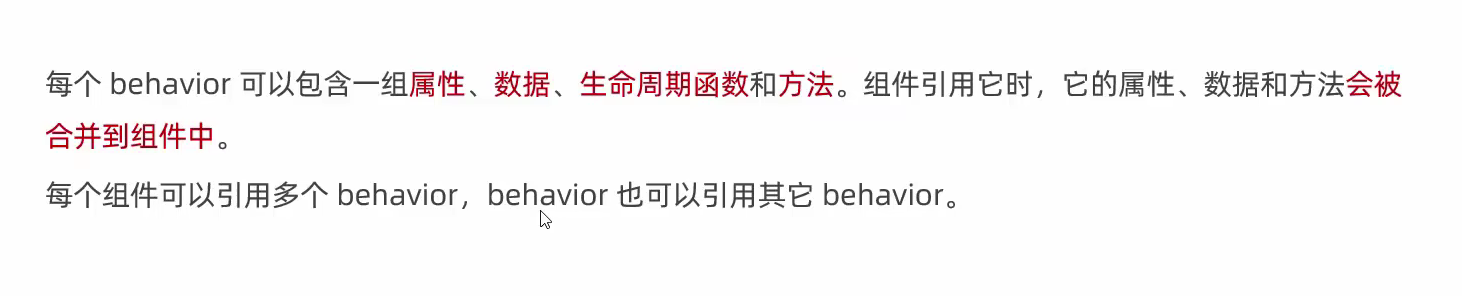 每个 behavior 可以包含一组属性、数据、生命周期函数和方法。组件引用它时，它的属性、数据和方法会被
合并到组件中。
每个组件可以引用多个 behavior，behavior 也可以引用其它 behavior。